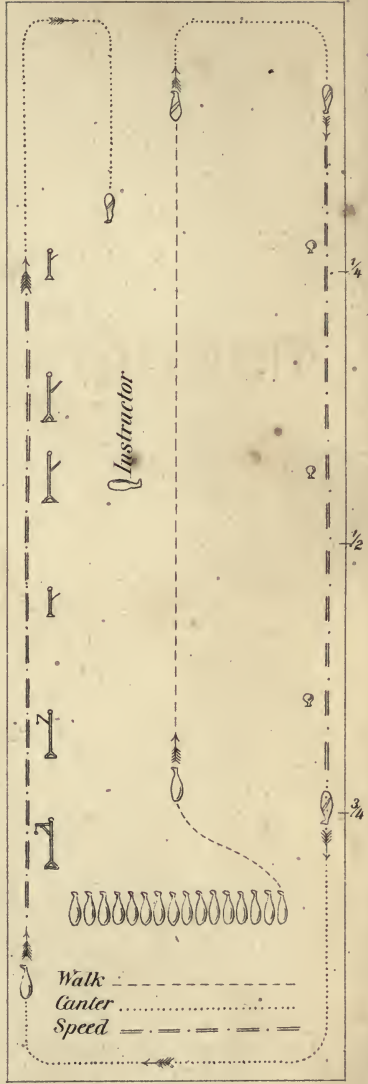 1/4
Instructor
1/2
3/4
Walk
Canter
Speed